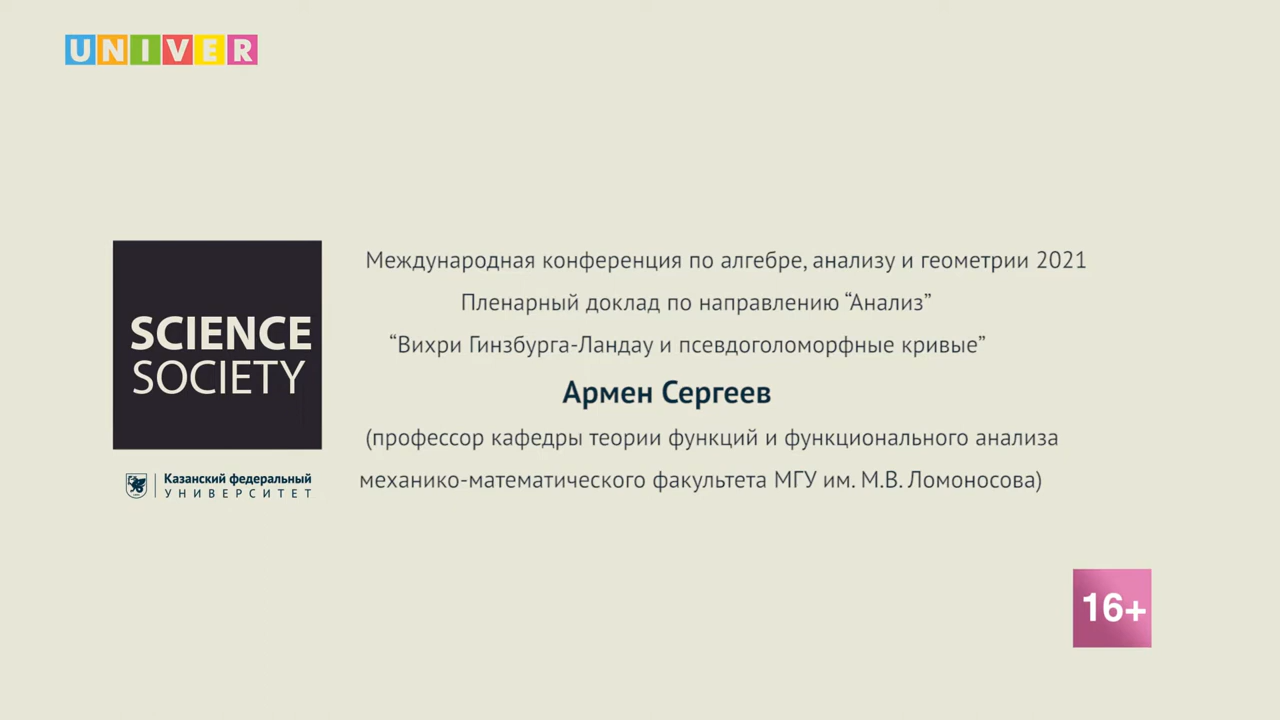 UNIVER
SCIENCE
SOCIETY
Казанский федеральный
УНИВЕРСИТЕТ
Международная конференция по алгебре, анализу и геометрии 2021
Пленарный доклад по направлению “Анализ”
“Вихри Гинзбурга-Ландау и псевдоголоморфные кривые”
Армен Сергеев
(профессор кафедры теории функций и функционального анализа
механико-математического факультета МГУ им. М.В. Ломоносова)
16+